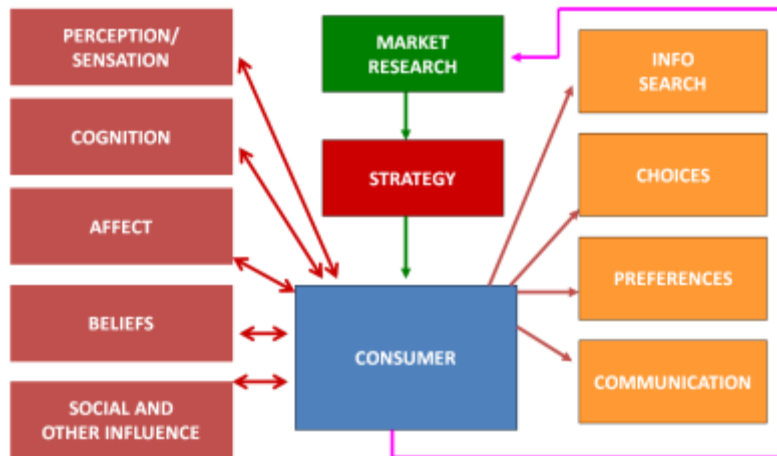 PERCEPTION/
SENSATION
COGNITION
AFFECT
BELIEFS
SOCIAL AND
OTHER INFLUENCE
MARKET
RESEARCH
STRATEGY
CONSUMER
INFO
SEARCH
CHOICES
PREFERENCES
COMMUNICATION